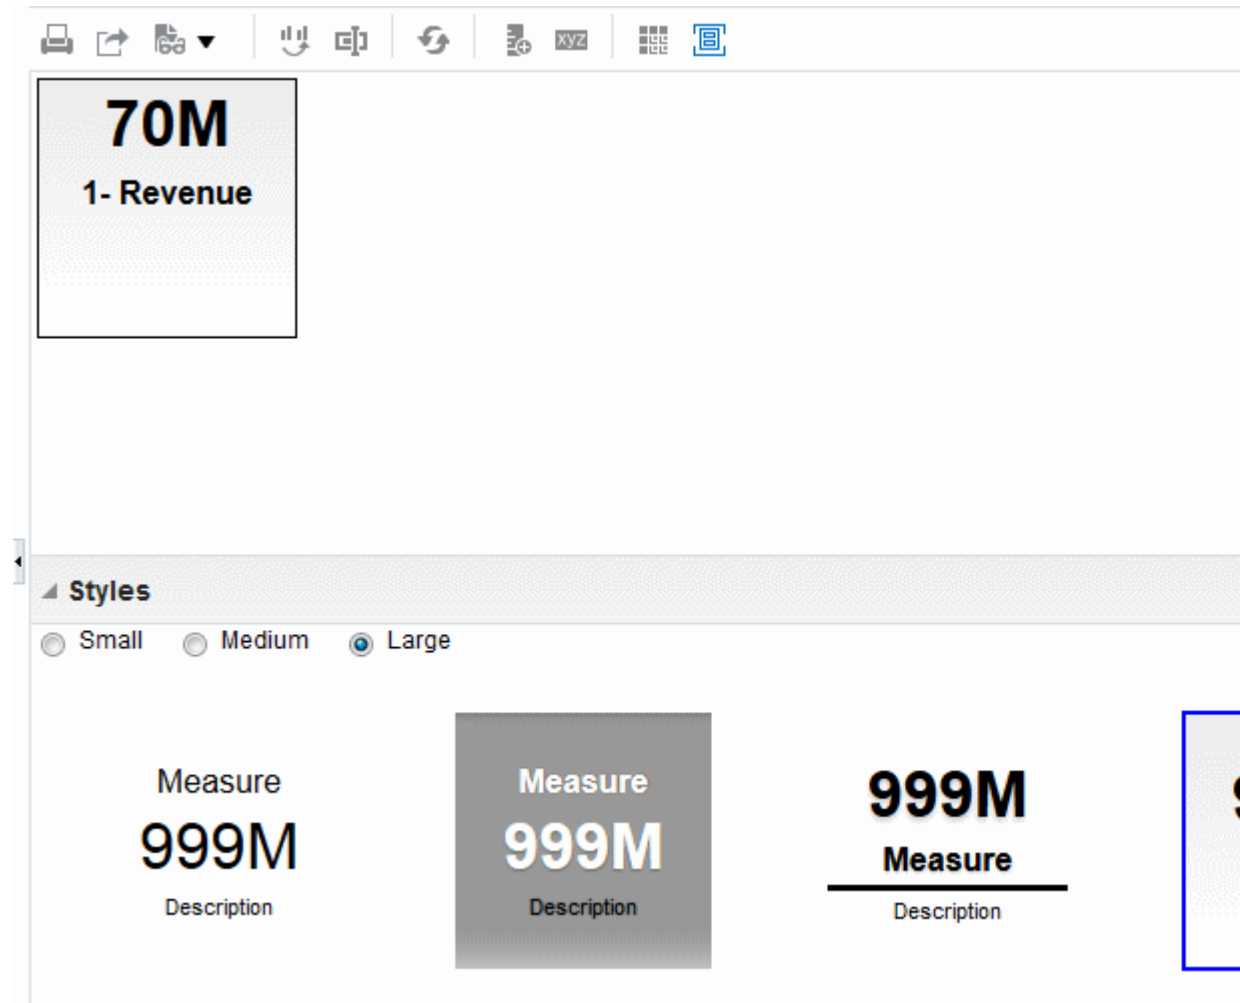 xyz
70M
1- Revenue
Styles
Small Medium Large
Measure
999M
Description
Measure
999M
Description
999M
Measure
Description